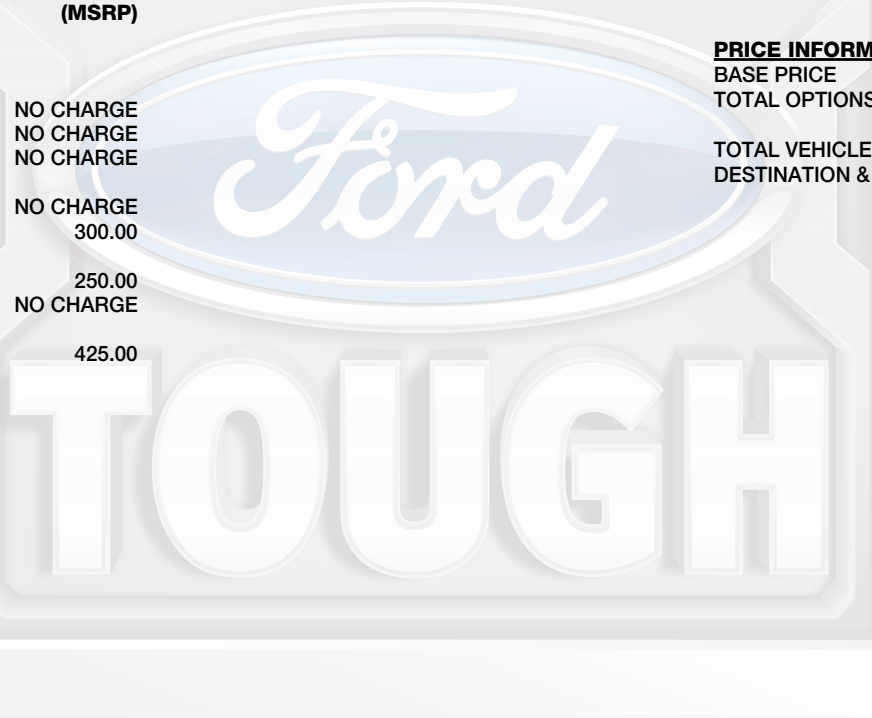 (MSRP)
NO CHARGE
NO CHARGE
NO CHARGE
NO CHARGE
300.00
250.00
NO CHARGE
425.00
PRICE INFORM
BASE PRICE
TOTAL OPTIONS
TOTAL VEHICLE
DESTINATION &
Ford
TOUGH